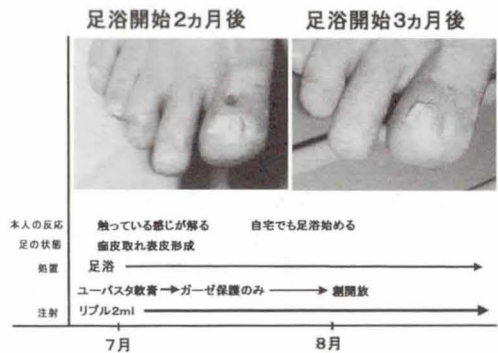 足浴開始2ヵ月後
足浴開始3ヵ月後
本人の反応 触っている感じが解る 自宅でも足浴始める
足の状態 痂皮取れ表皮形成
処置 足浴
ユーパスタ軟膏→ガーゼ保護のみ→創開放
注射 リプル2ml
7月 8月